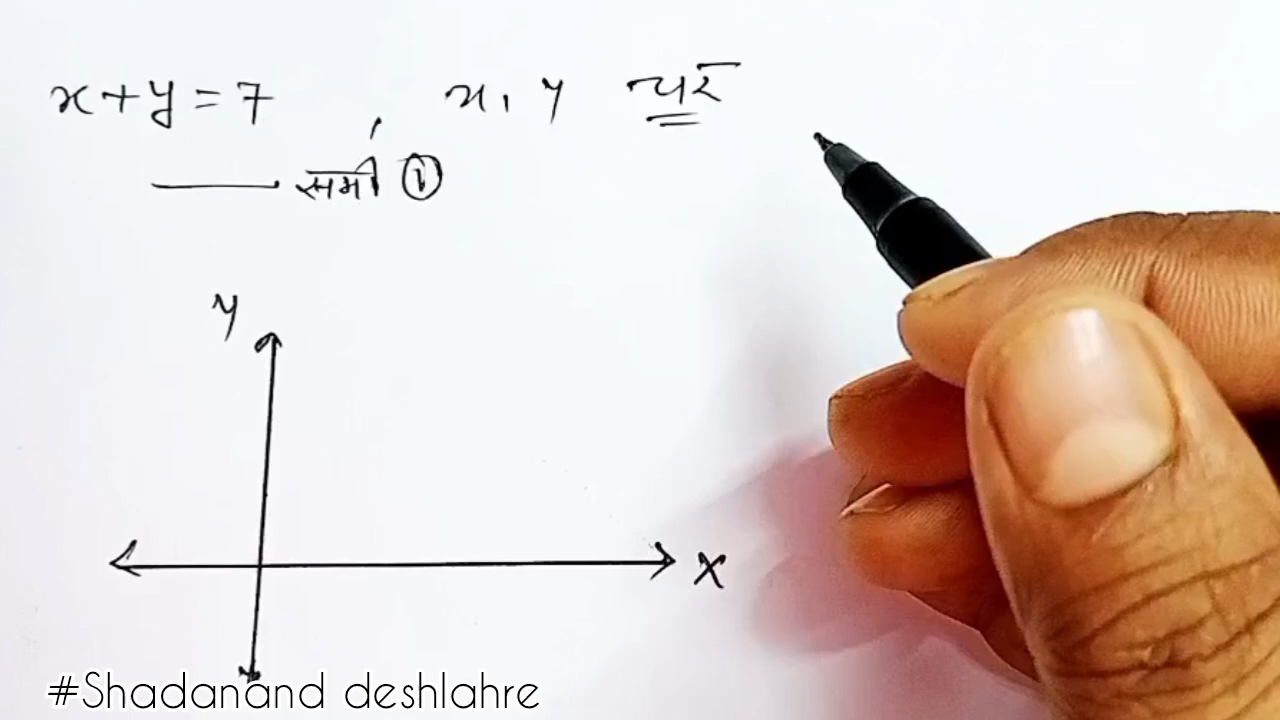 x+y=7 , x, y चर
समी ①
y
X
#Shadanand deshlahre